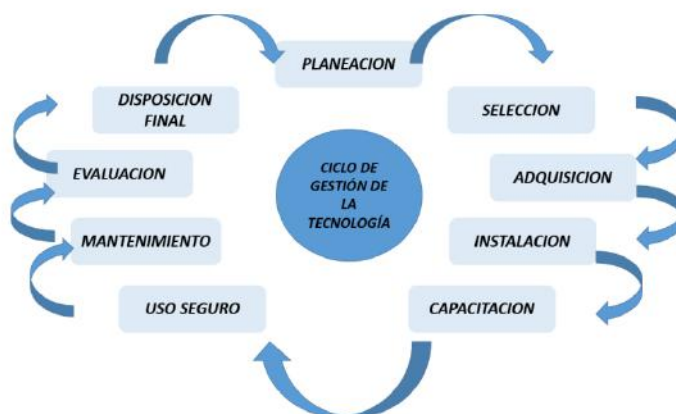 PLANEACION
SELECCION
ADQUISICION
INSTALACION
CAPACITACION
USO SEGURO
MANTENIMIENTO
EVALUACION
DISPOSICION
FINAL
CICLO DE
GESTIÓN DE
LA
TECNOLOGÍA